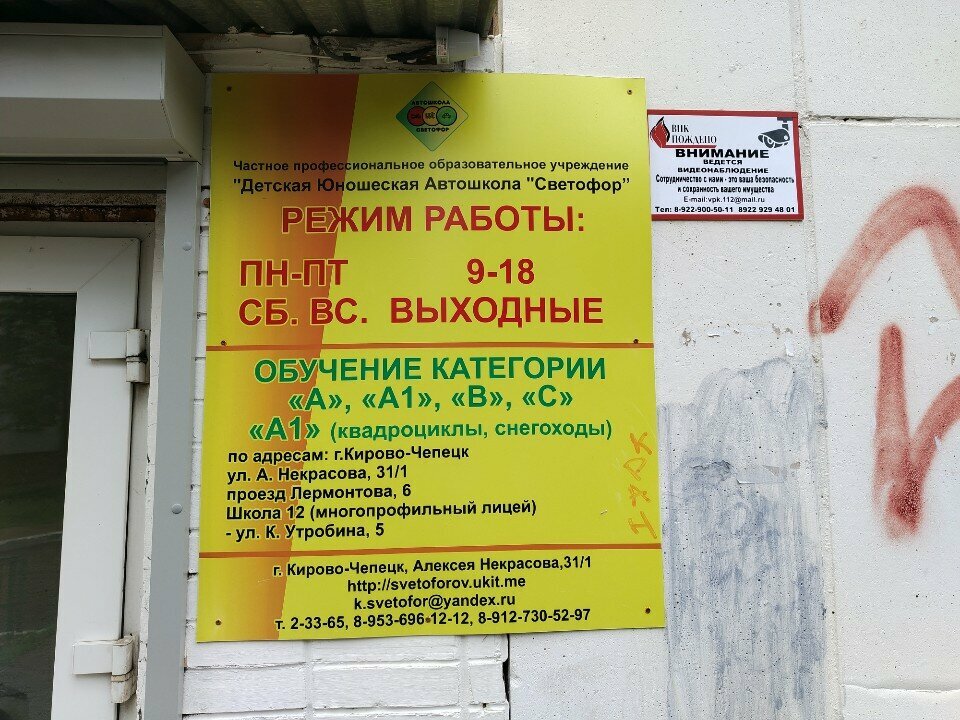 АВТОШКОЛА
СВЕТОФОР
Частное профессиональное образовательное учреждение
"Детская Юношеская Автошкола "Светофор"
РЕЖИМ РАБОТЫ:
ПН-ПТ 9-18
СБ. ВС. ВЫХОДНЫЕ
ОБУЧЕНИЕ КАТЕГОРИИ
«А», «А1», «В», «С»
«А1» (квадроциклы, снегоходы)
по адресам: г.Кирово-Чепецк
ул. А. Некрасова, 31/1
проезд Лермонтова, 6
Школа 12 (многопрофильный лицей)
- ул. К. Утробина, 5
г. Кирово-Чепецк, Алексея Некрасова,31/1
http://svetoforov.ukit.me
k.svetofor@yandex.ru
т. 2-33-65, 8-953-696-12-12, 8-912-730-52-97
ВПК
ПОЖДЕПО
ВНИМАНИЕ
ВЕДЕТСЯ
ВИДЕОНАБЛЮДЕНИЕ
Сотрудничество с нами - это ваша безопасность
и сохранность вашего имущества
E-mail:vpk.112@mail.ru
Тел: 8-922-900-50-11 8922 929 48 01